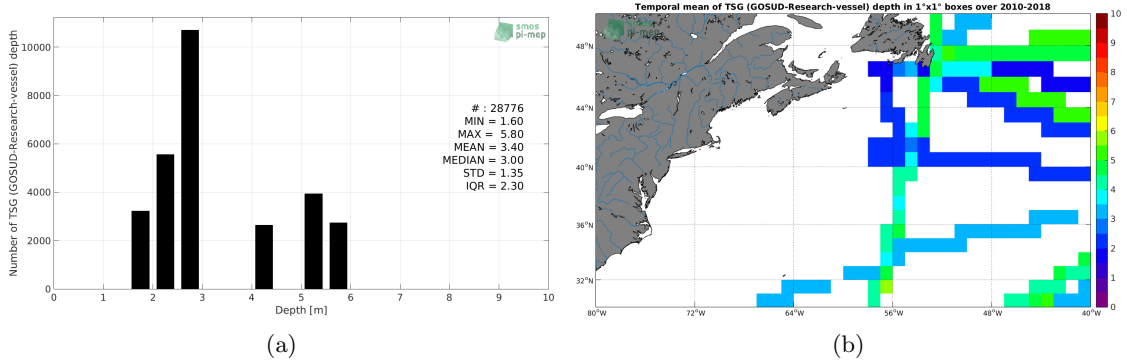 smos
pi-mep
# : 28776
MIN = 1.60
MAX = 5.80
MEAN = 3.40
MEDIAN = 3.00
STD = 1.35
IQR = 2.30
Number of TSG (GOSUD-Research-vessel) depth
10000
8000
6000
4000
2000
0
0 1 2 3 4 5 6 7 8 9 10
Depth [m]
(a)
Temporal mean of TSG (GOSUD-Research-vessel) depth in 1°x1° boxes over 2010-2018
smos
pi-mep
48°N
44°N
40°N
36°N
32°N
80°W 72°W 64°W 56°W 48°W 40°W
10
9
8
7
6
5
4
3
2
1
0
(b)